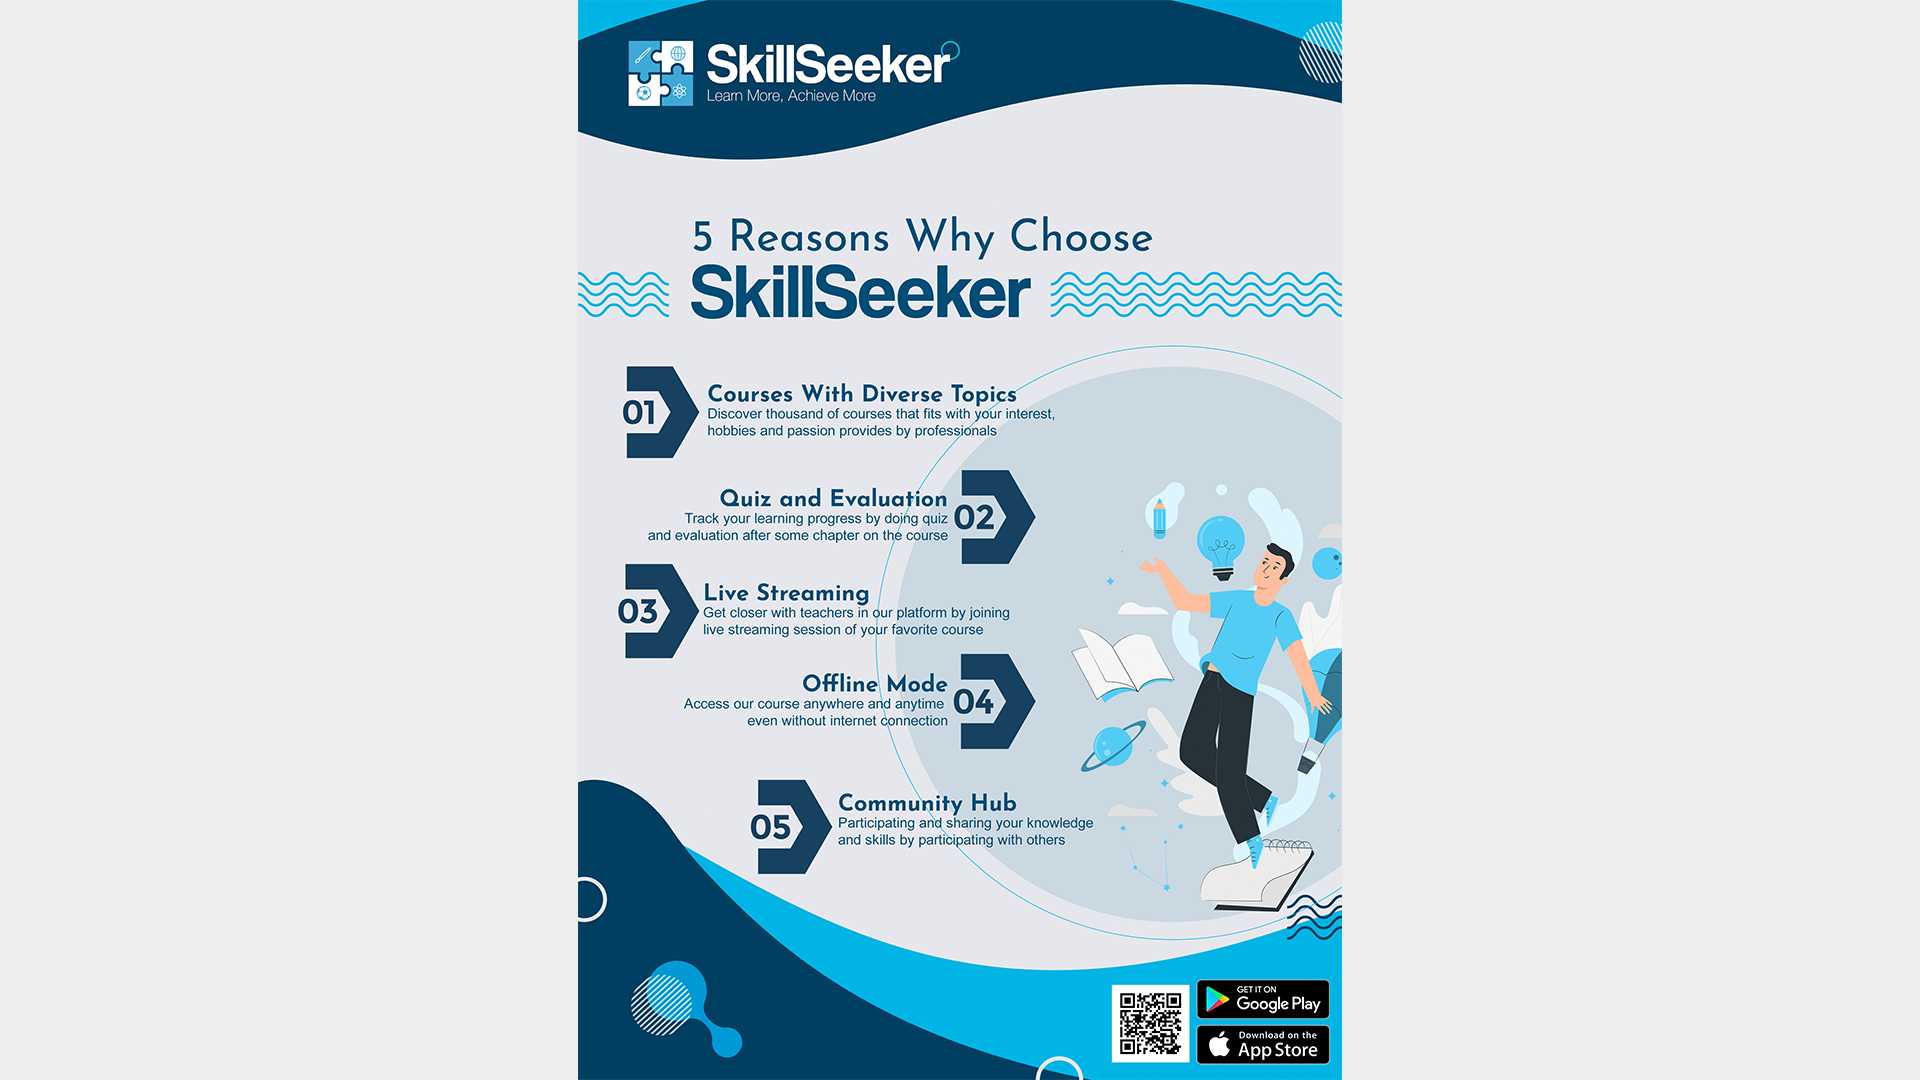 SkillSeeker
Learn More, Achieve More
5 Reasons Why Choose
SkillSeeker
01
Courses With Diverse Topics
Discover thousand of courses that fits with your interest,
hobbies and passion provides by professionals
Quiz and Evaluation
Track your learning progress by doing quiz
and evaluation after some chapter on the course
02
03
Live Streaming
Get closer with teachers in our platform by joining
live streaming session of your favorite course
Offline Mode
Access our course anywhere and anytime
even without internet connection
04
05
Community Hub
Participating and sharing your knowledge
and skills by participating with others
GET IT ON
Google Play
Download on the
App Store